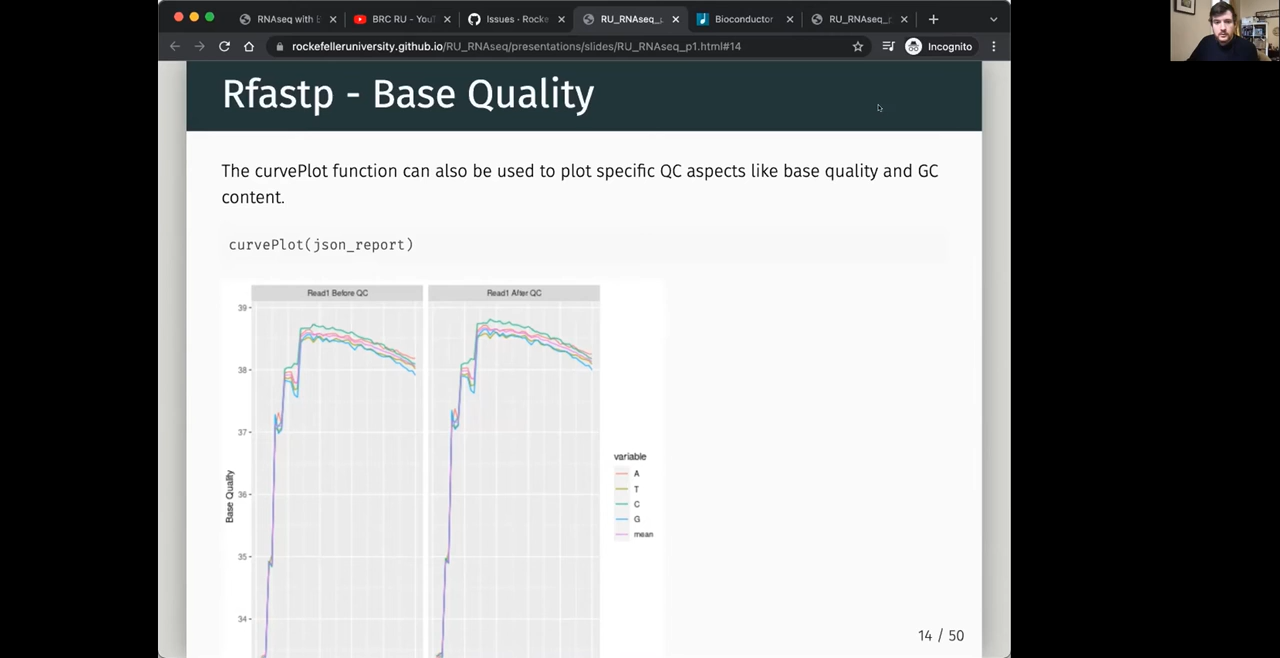 RNAseq with
BRC RU - YouT
Issues · Rocke
RU_RNAseq_
Bioconductor
RU_RNAseq_
rockefelleruniversity.github.io/RU_RNAseq/presentations/slides/RU_RNAseq_p1.html#14
Incognito
Rfastp - Base Quality
The curvePlot function can also be used to plot specific QC aspects like base quality and GC
content.
curvePlot(json_report)
Read1 Before QC
Read1 After QC
39
38
37
36
35
34
Base Quality
variable
A
T
C
G
mean
14 / 50